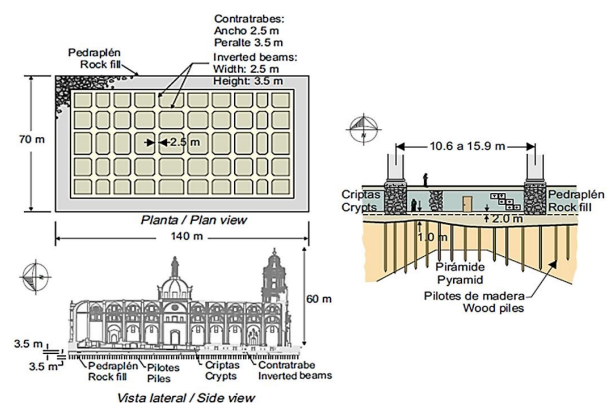 Contratrabes:
Ancho 2.5 m
Peralte 3.5 m
Inverted beams:
Width: 2.5 m
Height: 3.5 m
Pedraplén
Rock fill
70 m
2.5 m
Planta / Plan view
140 m
60 m
3.5 m
3.5 m
Pedraplén
Rock fill
Pilotes
Piles
Criptas
Crypts
Contratrabe
Inverted beams
Vista lateral / Side view
10.6 a 15.9 m
Criptas
Crypts
Pedraplén
Rock fill
2.0 m
1.0 m
Pirámide
Pyramid
Pilotes de madera
Wood piles